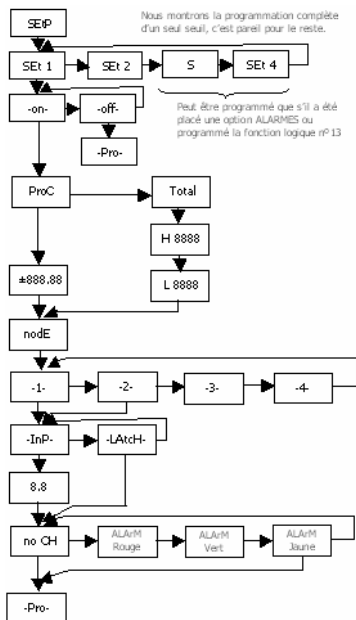 SEtP
Nous montrons la programmation complète
d'un seul seuil, c'est pareil pour le reste.
SEt 1
SEt 2
S
SEt 4
-on-
-off-
Peut être programmé que s'il a été
placé une option ALARMES ou
programmé la fonction logique nº 13
-Pro-
ProC
Total
H 8888
±888.88
L 8888
nodE
-1-
-2-
-3-
-4-
-InP-
-LAtcH-
8.8
no CH
ALArM
Rouge
ALArM
Vert
ALArM
Jaune
-Pro-